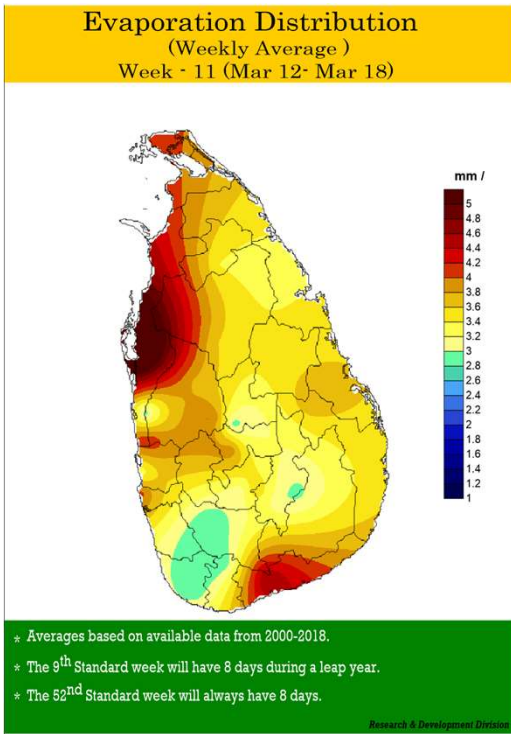 Evaporation Distribution
(Weekly Average )
Week - 11 (Mar 12- Mar 18)
mm /
5
4.8
4.6
4.4
4.2
4
3.8
3.6
3.4
3.2
3
2.8
2.6
2.4
2.2
2
1.8
1.6
1.4
1.2
1
* Averages based on available data from 2000-2018.
* The 9th Standard week will have 8 days during a leap year.
* The 52nd Standard week will always have 8 days.
Research & Development Division